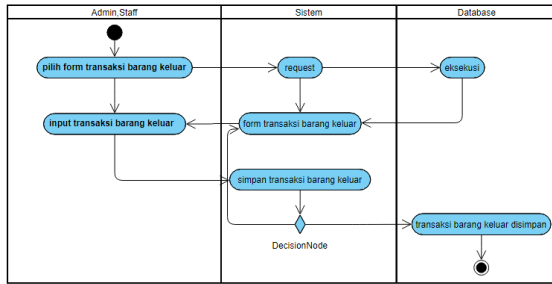 Admin,Staff
Sistem
Database
pilih form transaksi barang keluar
request
eksekusi
input transaksi barang keluar
form transaksi barang keluar
simpan transaksi barang keluar
transaksi barang keluar disimpan
DecisionNode